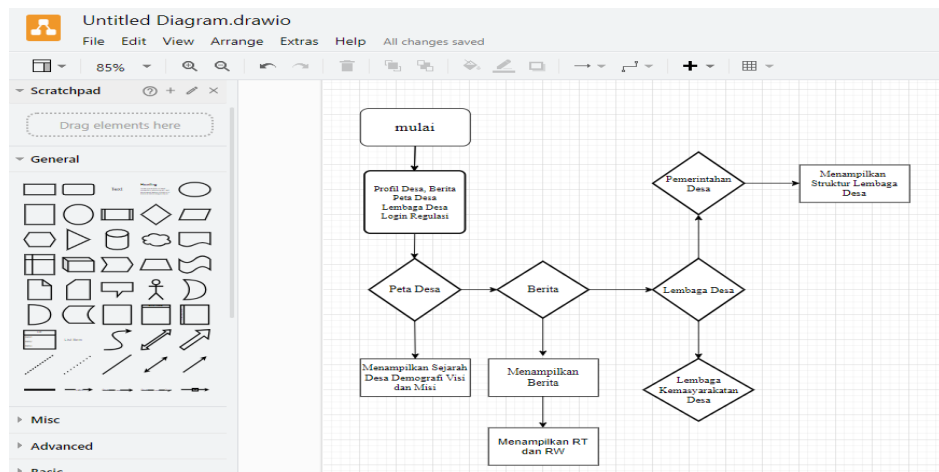 Untitled Diagram.drawio
File Edit View Arrange Extras Help All changes saved
85%
Scratchpad
Drag elements here
General
Text
Heading
List Item
Misc
Advanced
Basic
mulai
Profil Desa, Berita
Peta Desa
Lembaga Desa
Login Regulasi
Peta Desa
Berita
Lembaga Desa
Pemerintahan
Desa
Menampilkan
Struktur Lembaga
Desa
Menampilkan Sejarah
Desa Demografi Visi
dan Misi
Menampilkan
Berita
Lembaga
Kemasyarakatan
Desa
Menampilkan RT
dan RW